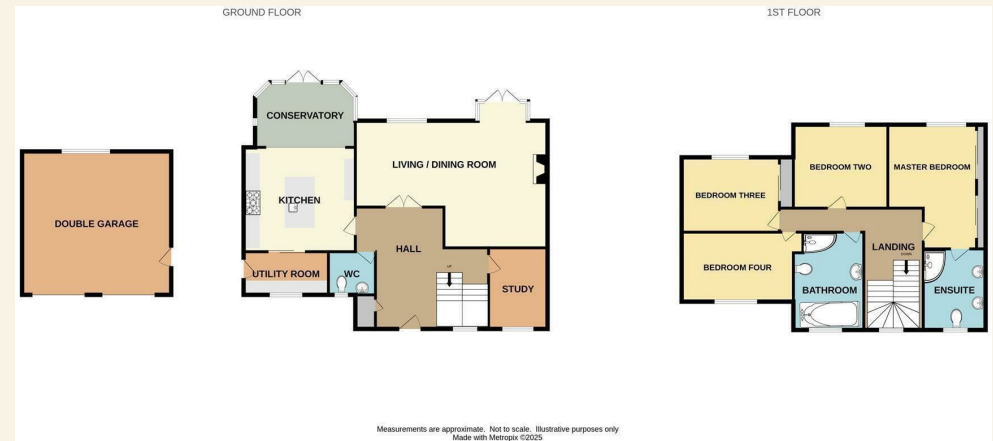 GROUND FLOOR
1ST FLOOR
CONSERVATORY
LIVING / DINING ROOM
KITCHEN
DOUBLE GARAGE
HALL
UTILITY ROOM
WC
UP
STUDY
BEDROOM TWO
MASTER BEDROOM
BEDROOM THREE
LANDING
DOWN
BEDROOM FOUR
BATHROOM
ENSUITE
Measurements are approximate. Not to scale. Illustrative purposes only
Made with Metropix ©2025